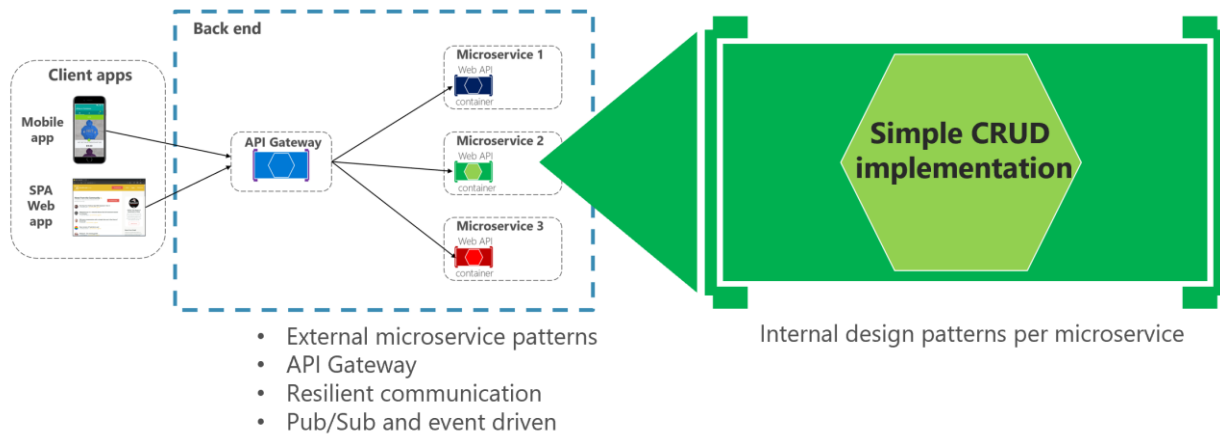 Back end
Client apps
Mobile
app
SPA
Web
app
API Gateway
Microservice 1
Web API
container
Microservice 2
Web API
container
Microservice 3
Web API
container
Simple CRUD
implementation
• External microservice patterns
• API Gateway
• Resilient communication
• Pub/Sub and event driven
Internal design patterns per microservice